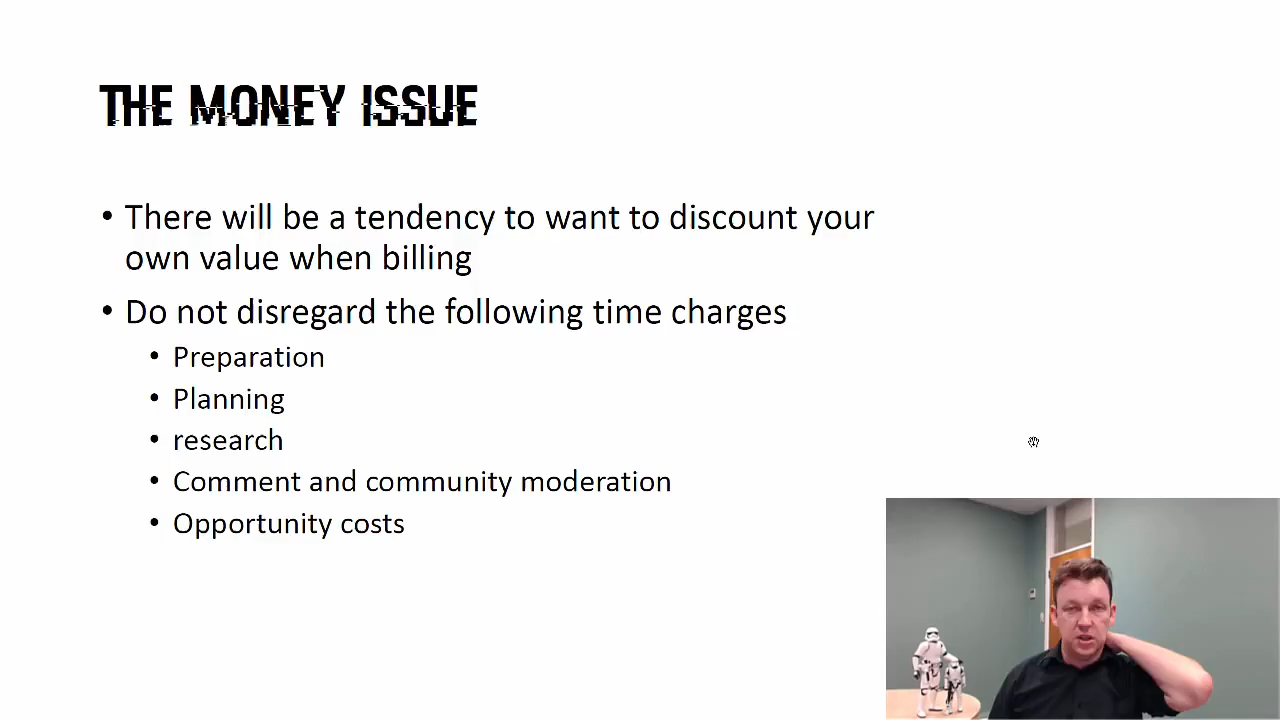 THE MONEY ISSUE
• There will be a tendency to want to discount your
own value when billing
• Do not disregard the following time charges
• Preparation
• Planning
• research
• Comment and community moderation
• Opportunity costs